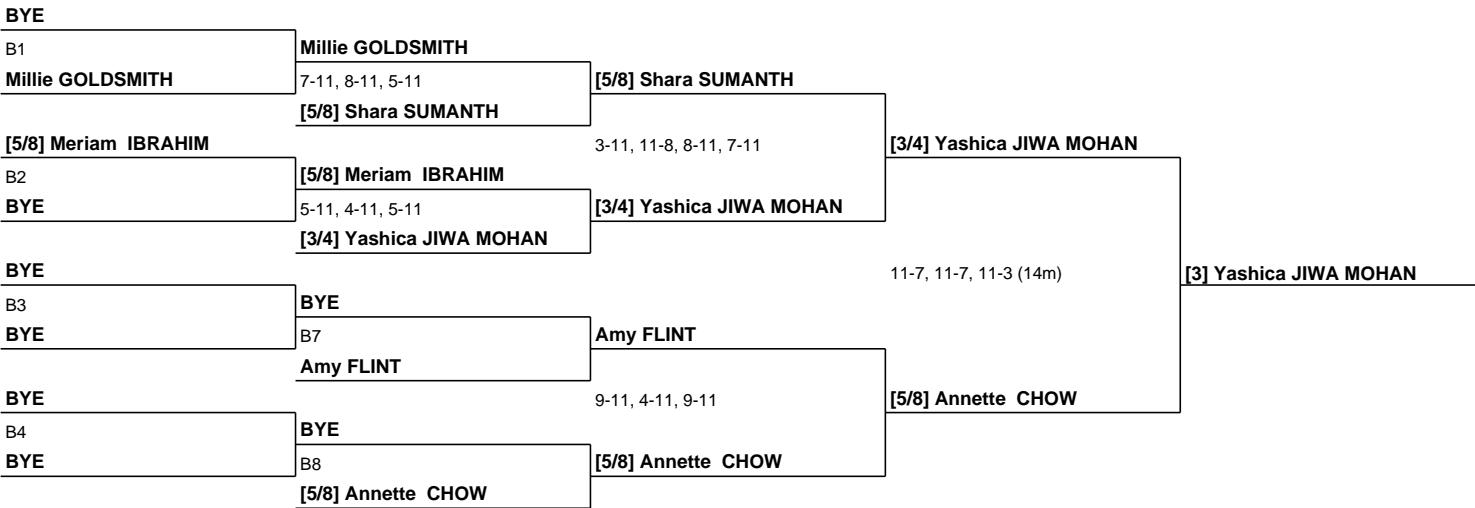 BYE
B1
Millie GOLDSMITH
Millie GOLDSMITH
7-11, 8-11, 5-11
[5/8] Shara SUMANTH
[5/8] Shara SUMANTH
[5/8] Meriam  IBRAHIM
3-11, 11-8, 8-11, 7-11
[3/4] Yashica JIWA MOHAN
B2
[5/8] Meriam  IBRAHIM
BYE
5-11, 4-11, 5-11
[3/4] Yashica JIWA MOHAN
[3/4] Yashica JIWA MOHAN
BYE
11-7, 11-7, 11-3 (14m)
[3] Yashica JIWA MOHAN
B3
BYE
BYE
B7
Amy FLINT
Amy FLINT
BYE
9-11, 4-11, 9-11
[5/8] Annette  CHOW
B4
BYE
BYE
B8
[5/8] Annette  CHOW
[5/8] Annette  CHOW